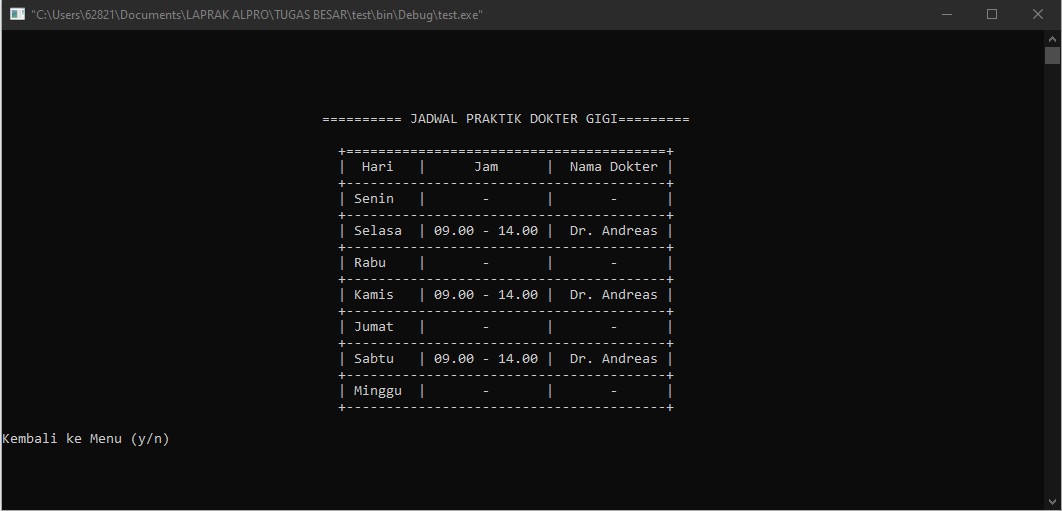 "C:\Users\62821\Documents\LAPRAK ALPRO\TUGAS BESAR\test\bin\Debug\test.exe"
========== JADWAL PRAKTIK DOKTER GIGI=========
+========================================+
|  Hari   |      Jam      |  Nama Dokter |
+----------------------------------------+
| Senin   |       -       |       -      |
+----------------------------------------+
| Selasa  | 09.00 - 14.00 |  Dr. Andreas |
+----------------------------------------+
| Rabu    |       -       |       -      |
+----------------------------------------+
| Kamis   | 09.00 - 14.00 |  Dr. Andreas |
+----------------------------------------+
| Jumat   |       -       |       -      |
+----------------------------------------+
| Sabtu   | 09.00 - 14.00 |  Dr. Andreas |
+----------------------------------------+
| Minggu  |       -       |       -      |
+----------------------------------------+
Kembali ke Menu (y/n)